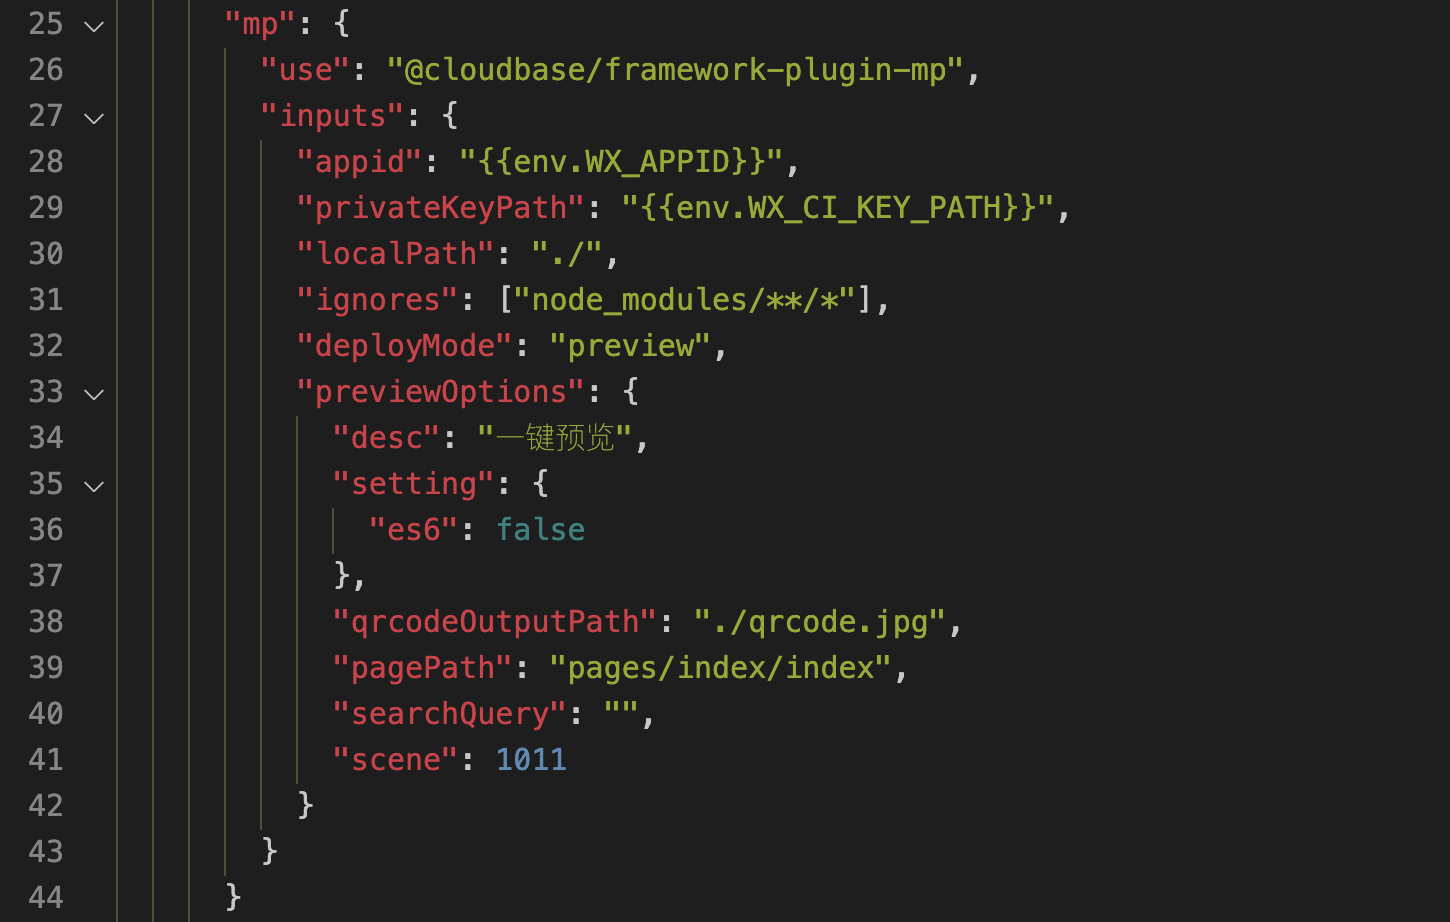 25 "mp": {
26 "use": "@cloudbase/framework-plugin-mp",
27 "inputs": {
28 "appid": "{{env.WX_APPID}}",
29 "privateKeyPath": "{{env.WX_CI_KEY_PATH}}",
30 "localPath": "./",
31 "ignores": ["node_modules/**/*"],
32 "deployMode": "preview",
33 "previewOptions": {
34 "desc": "一键预览",
35 "setting": {
36 "es6": false
37 },
38 "qrcodeOutputPath": "./qrcode.jpg",
39 "pagePath": "pages/index/index",
40 "searchQuery": "",
41 "scene": 1011
42 }
43 }
44 }